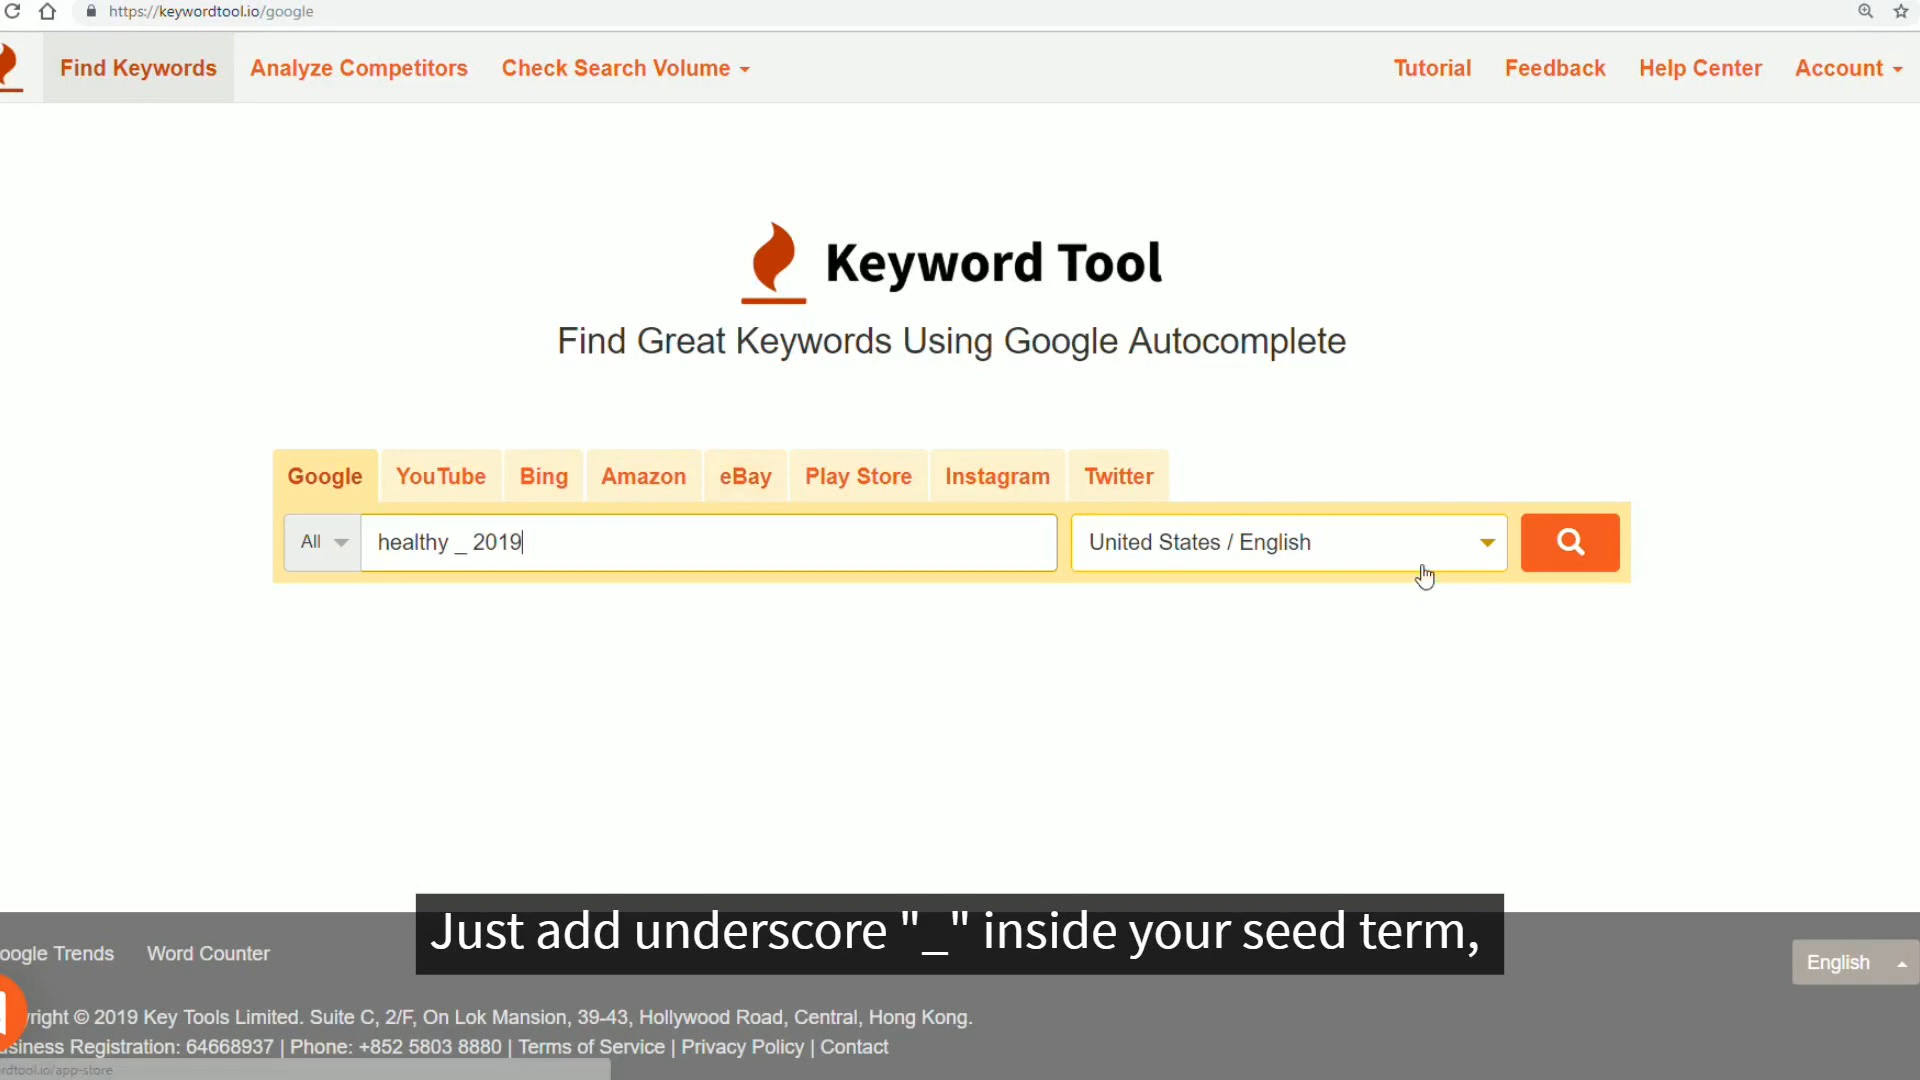 https://keywordtool.io/google
Find Keywords Analyze Competitors Check Search Volume Tutorial Feedback Help Center Account
Keyword Tool
Find Great Keywords Using Google Autocomplete
Google YouTube Bing Amazon eBay Play Store Instagram Twitter
All healthy _ 2019 United States / English
Just add underscore "_" inside your seed term,
oogle Trends Word Counter English
right © 2019 Key Tools Limited. Suite C, 2/F, On Lok Mansion, 39-43, Hollywood Road, Central, Hong Kong.
siness Registration: 64668937 | Phone: +852 5803 8880 | Terms of Service | Privacy Policy | Contact
rdtool.io/app-store